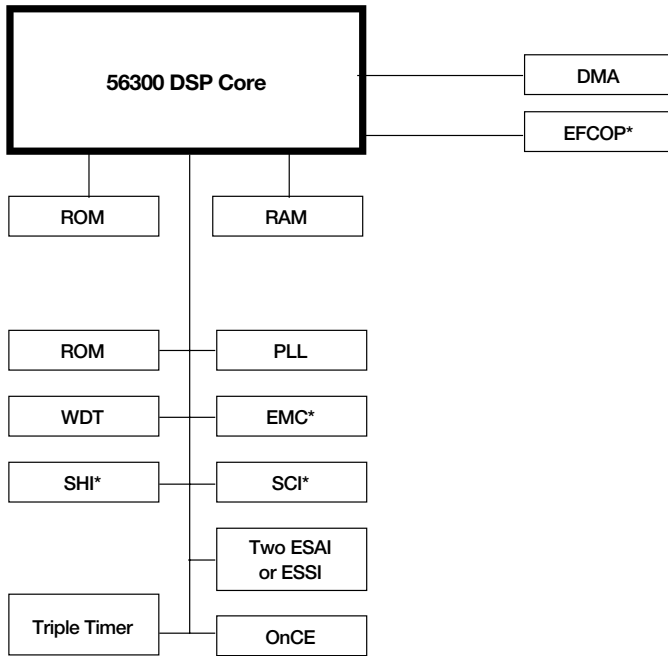 56300 DSP Core
DMA
EFCOP*
ROM
RAM
ROM
PLL
WDT
EMC*
SHI*
SCI*
Two ESAI
or ESSI
Triple Timer
OnCE